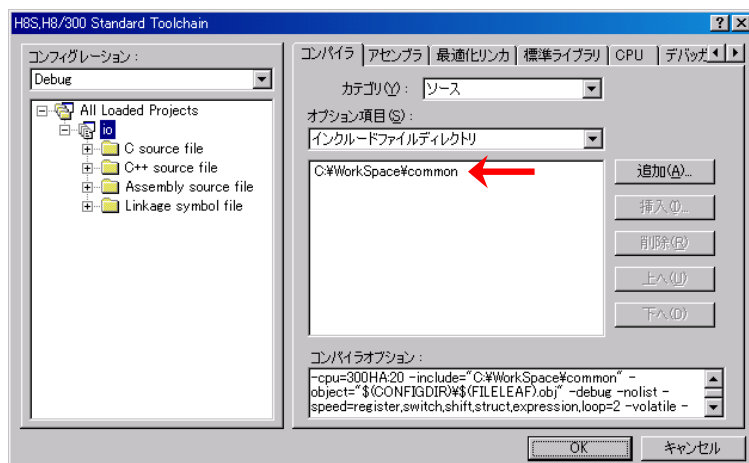 H8S,H8/300 Standard Toolchain
コンフィグレーション :
Debug
All Loaded Projects
io
C source file
C++ source file
Assembly source file
Linkage symbol file
コンパイラ アセンブラ 最適化リンカ 標準ライブラリ CPU デバッガ
カテゴリ(Y) : ソース
オプション項目(S) :
インクルードファイルディレクトリ
C:¥WorkSpace¥common
追加(A)...
挿入(I)...
削除(R)
上へ(U)
下へ(D)
コンパイラオプション :
-cpu=300HA:20 -include="C:¥WorkSpace¥common" -
object="$(CONFIGDIR)¥$(FILELEAF).obj" -debug -nolist -
speed=register,switch,shift,struct,expression,loop=2 -volatile -
OK キャンセル